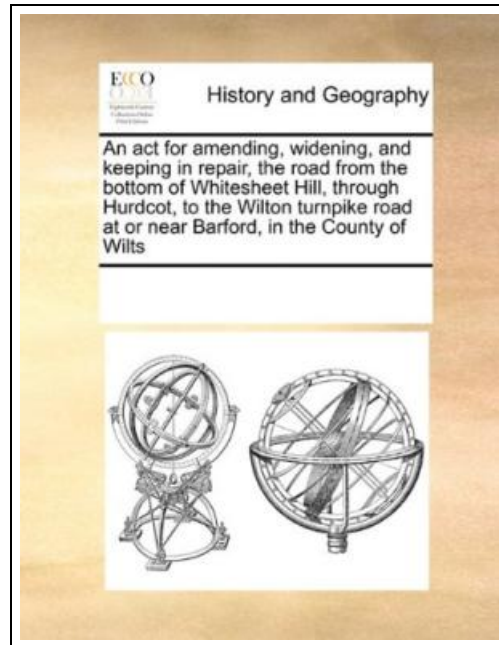 ECCO
History and Geography
An act for amending, widening, and
keeping in repair, the road from the
bottom of Whitesheet Hill, through
Hurdcot, to the Wilton turnpike road
at or near Barford, in the County of
Wilts